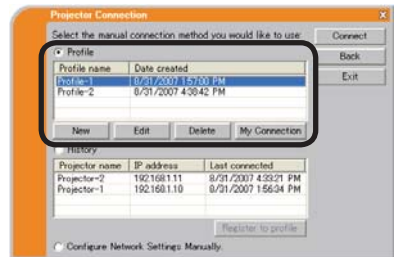 Projector Connection X
Select the manual connection method you would like to use: Connect
Profile Back
Profile name Date created Exit
Profile-1 8/31/2007 1:57:00 PM
Profile-2 8/31/2007 4:38:42 PM
New Edit Delete My Connection
History
Projector name IP address Last connected
Projector-2 192.168.1.11 8/31/2007 4:33:21 PM
Projector-1 192.168.1.10 8/31/2007 1:56:34 PM
Register to profile
Configure Network Settings Manually.